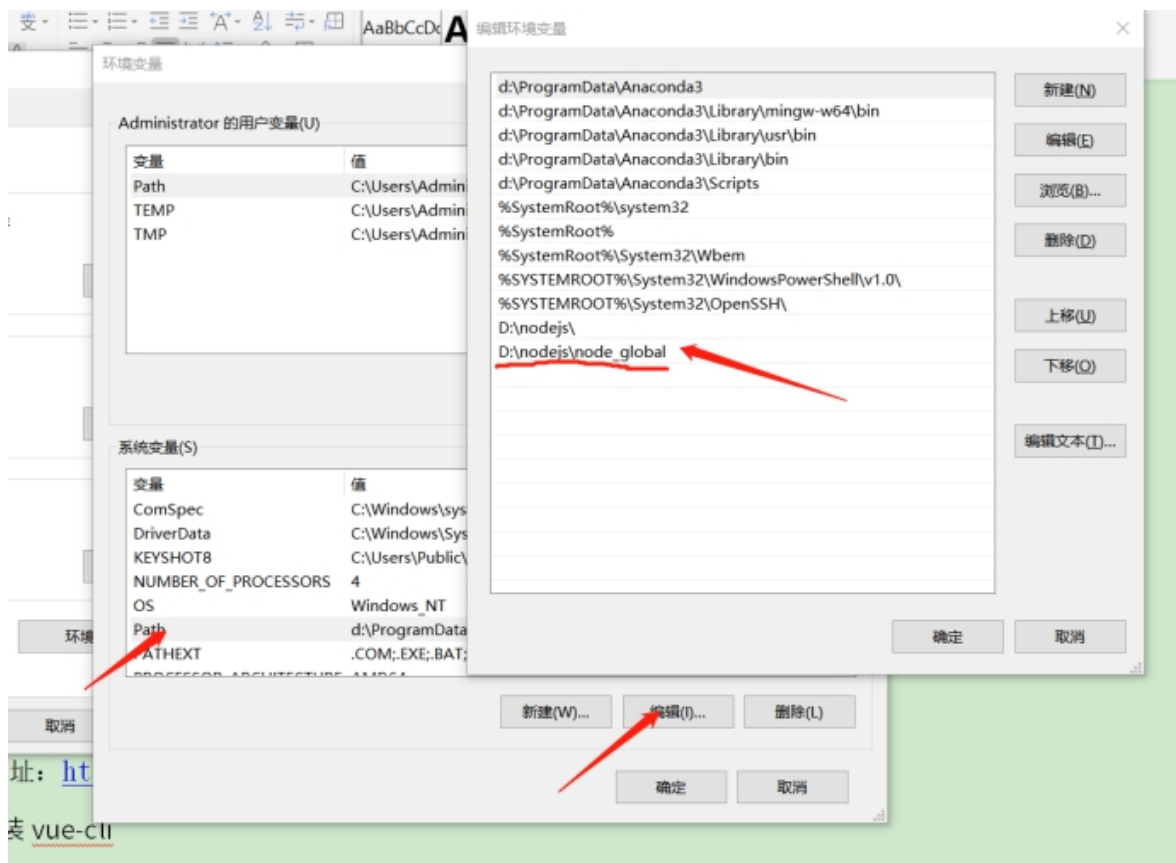 AaBbCcDc
编辑环境变量
环境变量
Administrator 的用户变量(U)
变量 值
Path C:\Users\Admini
TEMP C:\Users\Admin
TMP C:\Users\Admin
d:\ProgramData\Anaconda3
d:\ProgramData\Anaconda3\Library\mingw-w64\bin
d:\ProgramData\Anaconda3\Library\usr\bin
d:\ProgramData\Anaconda3\Library\bin
d:\ProgramData\Anaconda3\Scripts
%SystemRoot%\system32
%SystemRoot%
%SystemRoot%\System32\Wbem
%SYSTEMROOT%\System32\WindowsPowerShell\v1.0\
%SYSTEMROOT%\System32\OpenSSH\
D:\nodejs\
D:\nodejs\node_global
新建(N)
编辑(E)
浏览(B)...
删除(D)
上移(U)
下移(O)
编辑文本(T)...
确定
取消
系统变量(S)
变量 值
ComSpec C:\Windows\sys
DriverData C:\Windows\Sys
KEYSHOT8 C:\Users\Public\
NUMBER_OF_PROCESSORS 4
OS Windows_NT
Path d:\ProgramData
PATHEXT .COM;.EXE;.BAT;
PROCESSOR_ARCHITECTURE AMD64
新建(W)...
编辑(I)...
删除(L)
确定
取消
环境
取消
址：ht
装 vue-cli